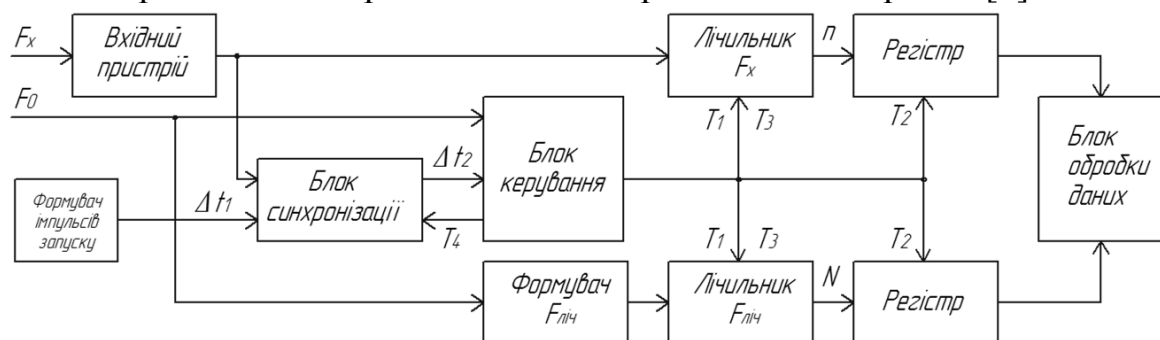 Fx
Вхідний
пристрій
Лічильник
Fx
n
Регістр
F0
T1
T3
T2
Блок
обробки
даних
Блок
керування
Δt2
Блок
синхронізації
Формувач
імпульсів
запуску
Δt1
T4
T1
T3
T2
Формувач
Fліч
Лічильник
Fліч
N
Регістр